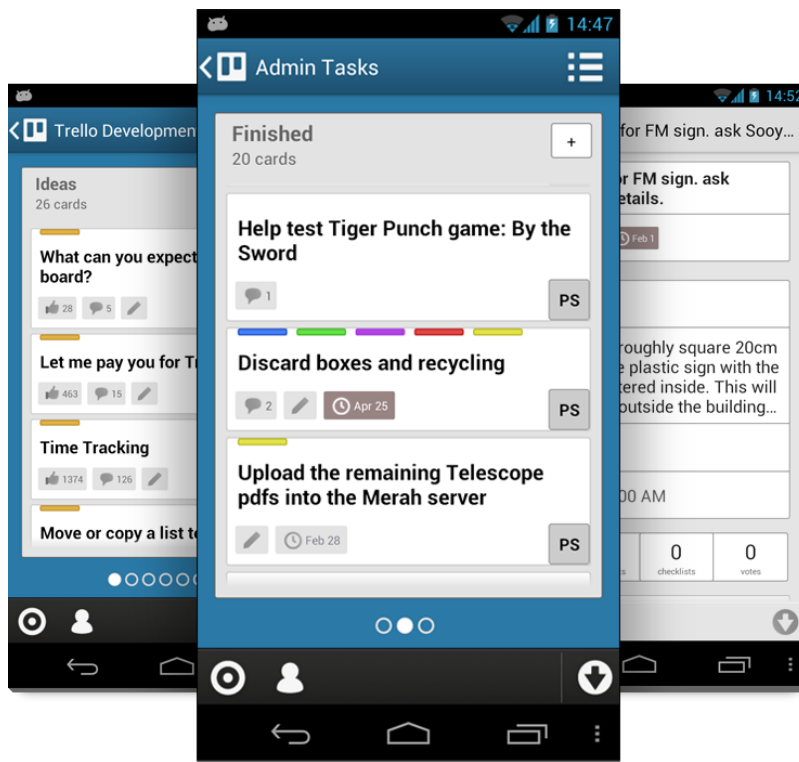 14:47
Admin Tasks
Finished
20 cards
+
Help test Tiger Punch game: By the
Sword
1
PS
Discard boxes and recycling
2
Apr 25
PS
Upload the remaining Telescope
pdfs into the Merah server
Feb 28
PS
Trello Developmen
Ideas
26 cards
What can you expect
board?
28
5
Let me pay you for T
463
15
Time Tracking
1374
126
Move or copy a list t
14:52
for FM sign. ask Sooy...
r FM sign. ask
etails.
Feb 1
roughly square 20cm
e plastic sign with the
tered inside. This will
outside the building...
00 AM
0
0
ts
checklists
votes